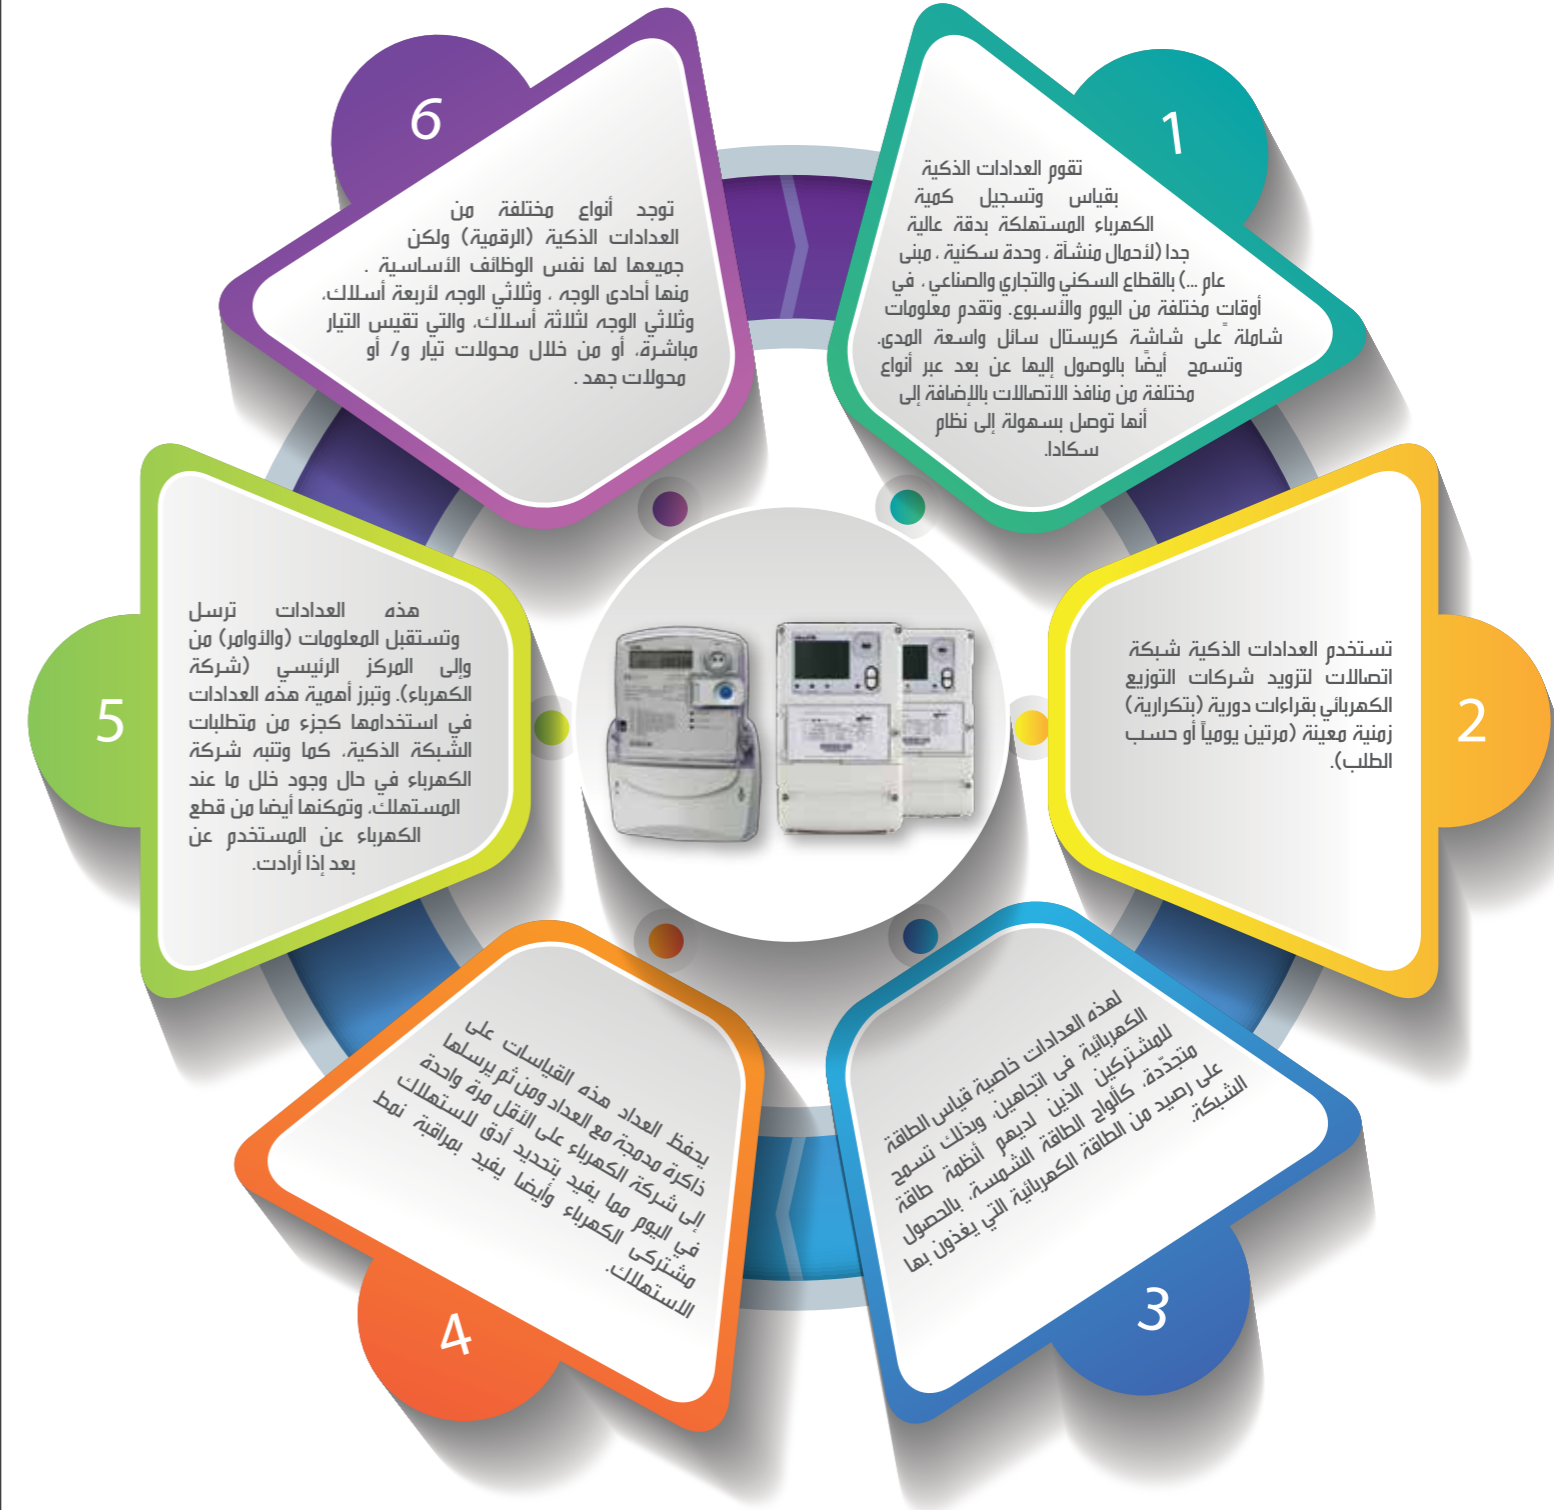 1
تقوم العدادات الذكية
بقياس وتسجيل كمية
الكهرباء المستهلكة بدقة عالية
جدا (لأحمال منشأة ، وحدة سكنية ، مبنى
عام ...) بالقطاع السكني والتجاري والصناعي ، في
أوقات مختلفة من اليوم والأسبوع. وتقدم معلومات
شاملة ًعلى شاشة كريستال سائل واسعة المدى.
وتسمح أيضًا بالوصول إليها عن بعد عبر أنواع
مختلفة من منافذ الاتصالات بالإضافة إلى
أنها توصل بسهولة إلى نظام
سكادا.
2
تستخدم العدادات الذكية شبكة
اتصالات لتزويد شركات التوزيع
الكهربائي بقراءات دورية (بتكرارية)
زمنية معينة (مرتين يومياً أو حسب
الطلب).
3
لهذه العدادات خاصية قياس الطاقة
الكهربائية في اتجاهين، وبذلك تسمح
للمشتركين الذين لديهم أنظمة طاقة
متجدّدة، كألواح الطاقة الشمسة، بالحصول
على رصيد من الطاقة الكهربائية التي يغذون بها
الشبكة.
4
يحفظ العداد هذه القياسات على
ذاكرة مدمجة مع العداد ومن ثم يرسلها
إلى شركة الكهرباء على الأقل مرة واحدة
في اليوم مما يفيد بتحديد أدق لاستهلاك
مشتركى الكهرباء وأيضا يفيد بمراقبة نمط
الاستهلاك.
5
هذه العدادات ترسل
وتستقبل المعلومات (والأوامر) من
وإلى المركز الرئيسي (شركة
الكهرباء). وتبرز أهمية هذه العدادات
في استخدامها كجزء من متطلبات
الشبكة الذكية، كما وتنبه شركة
الكهرباء في حال وجود خلل ما عند
المستهلك، وتمكنها أيضا من قطع
الكهرباء عن المستخدم عن
بعد إذا أرادت.
6
توجد أنواع مختلفة من
العدادات الذكية (الرقمية) ولكن
جميعها لها نفس الوظائف الأساسية .
منها أحادى الوجه ، وثلاثي الوجه لأربعة أسلاك،
وثلاثي الوجه لثلاثة أسلاك، والتي تقيس التيار
مباشرة، أو من خلال محولات تيار و/ أو
محولات جهد .